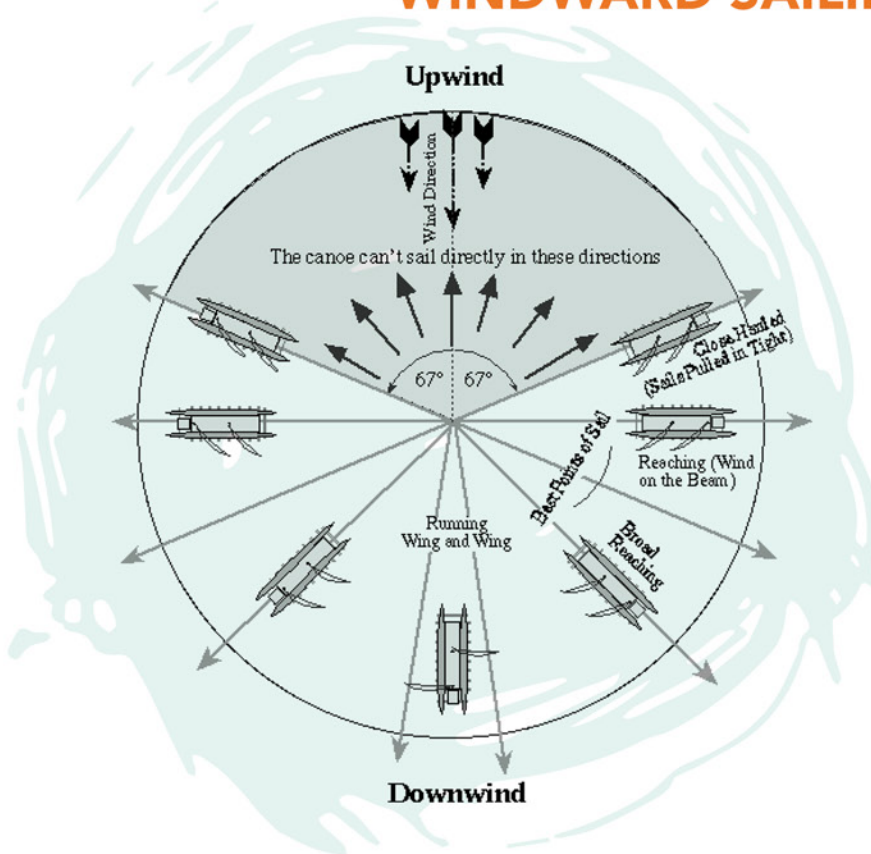 WINDWARD SAILI
Upwind
Wind Direction
The canoe can't sail directly in these directions
67° 67°
Close Hauled
(Sails Pulled in Tight)
Reaching (Wind
on the Beam)
Best Points of Sail
Broad
Reaching
Running
Wing and Wing
Downwind